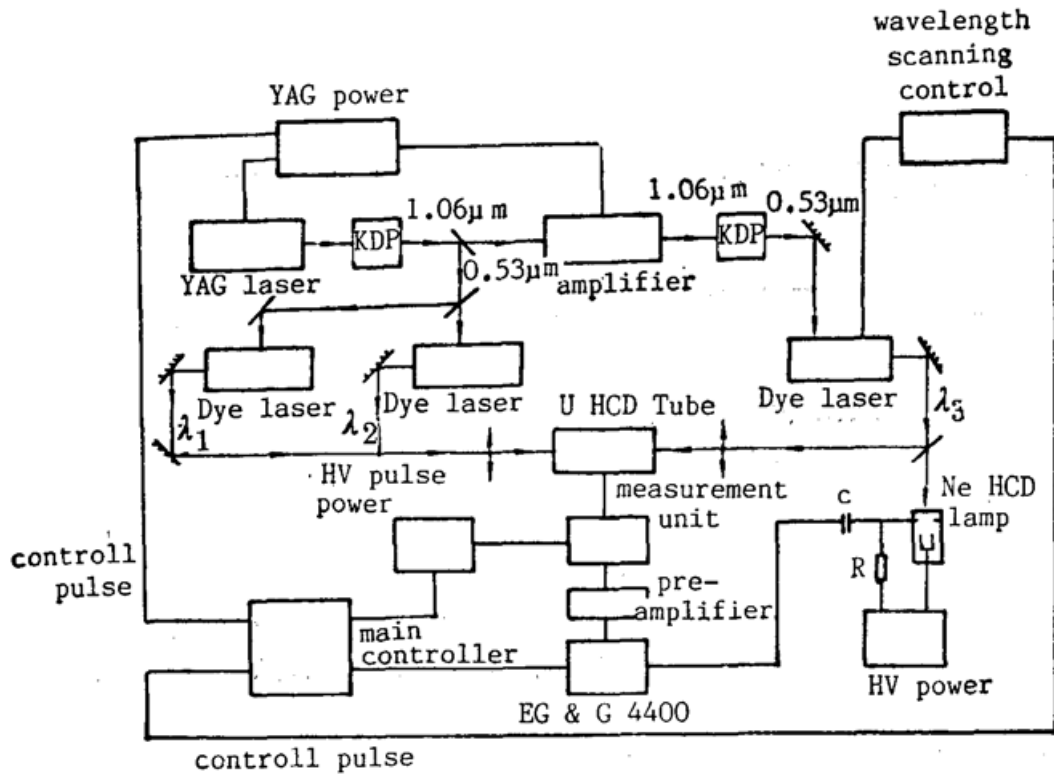 wavelength
scanning
control
YAG power
1.06μm
1.06μm
0.53μm
KDP
KDP
YAG laser
0.53μm
amplifier
Dye laser
Dye laser
Dye laser
λ1
λ2
λ3
U HCD Tube
HV pulse
power
measurement
unit
c
Ne HCD
lamp
R
controll
pulse
pre-
amplifier
main
controller
HV power
EG & G 4400
controll pulse